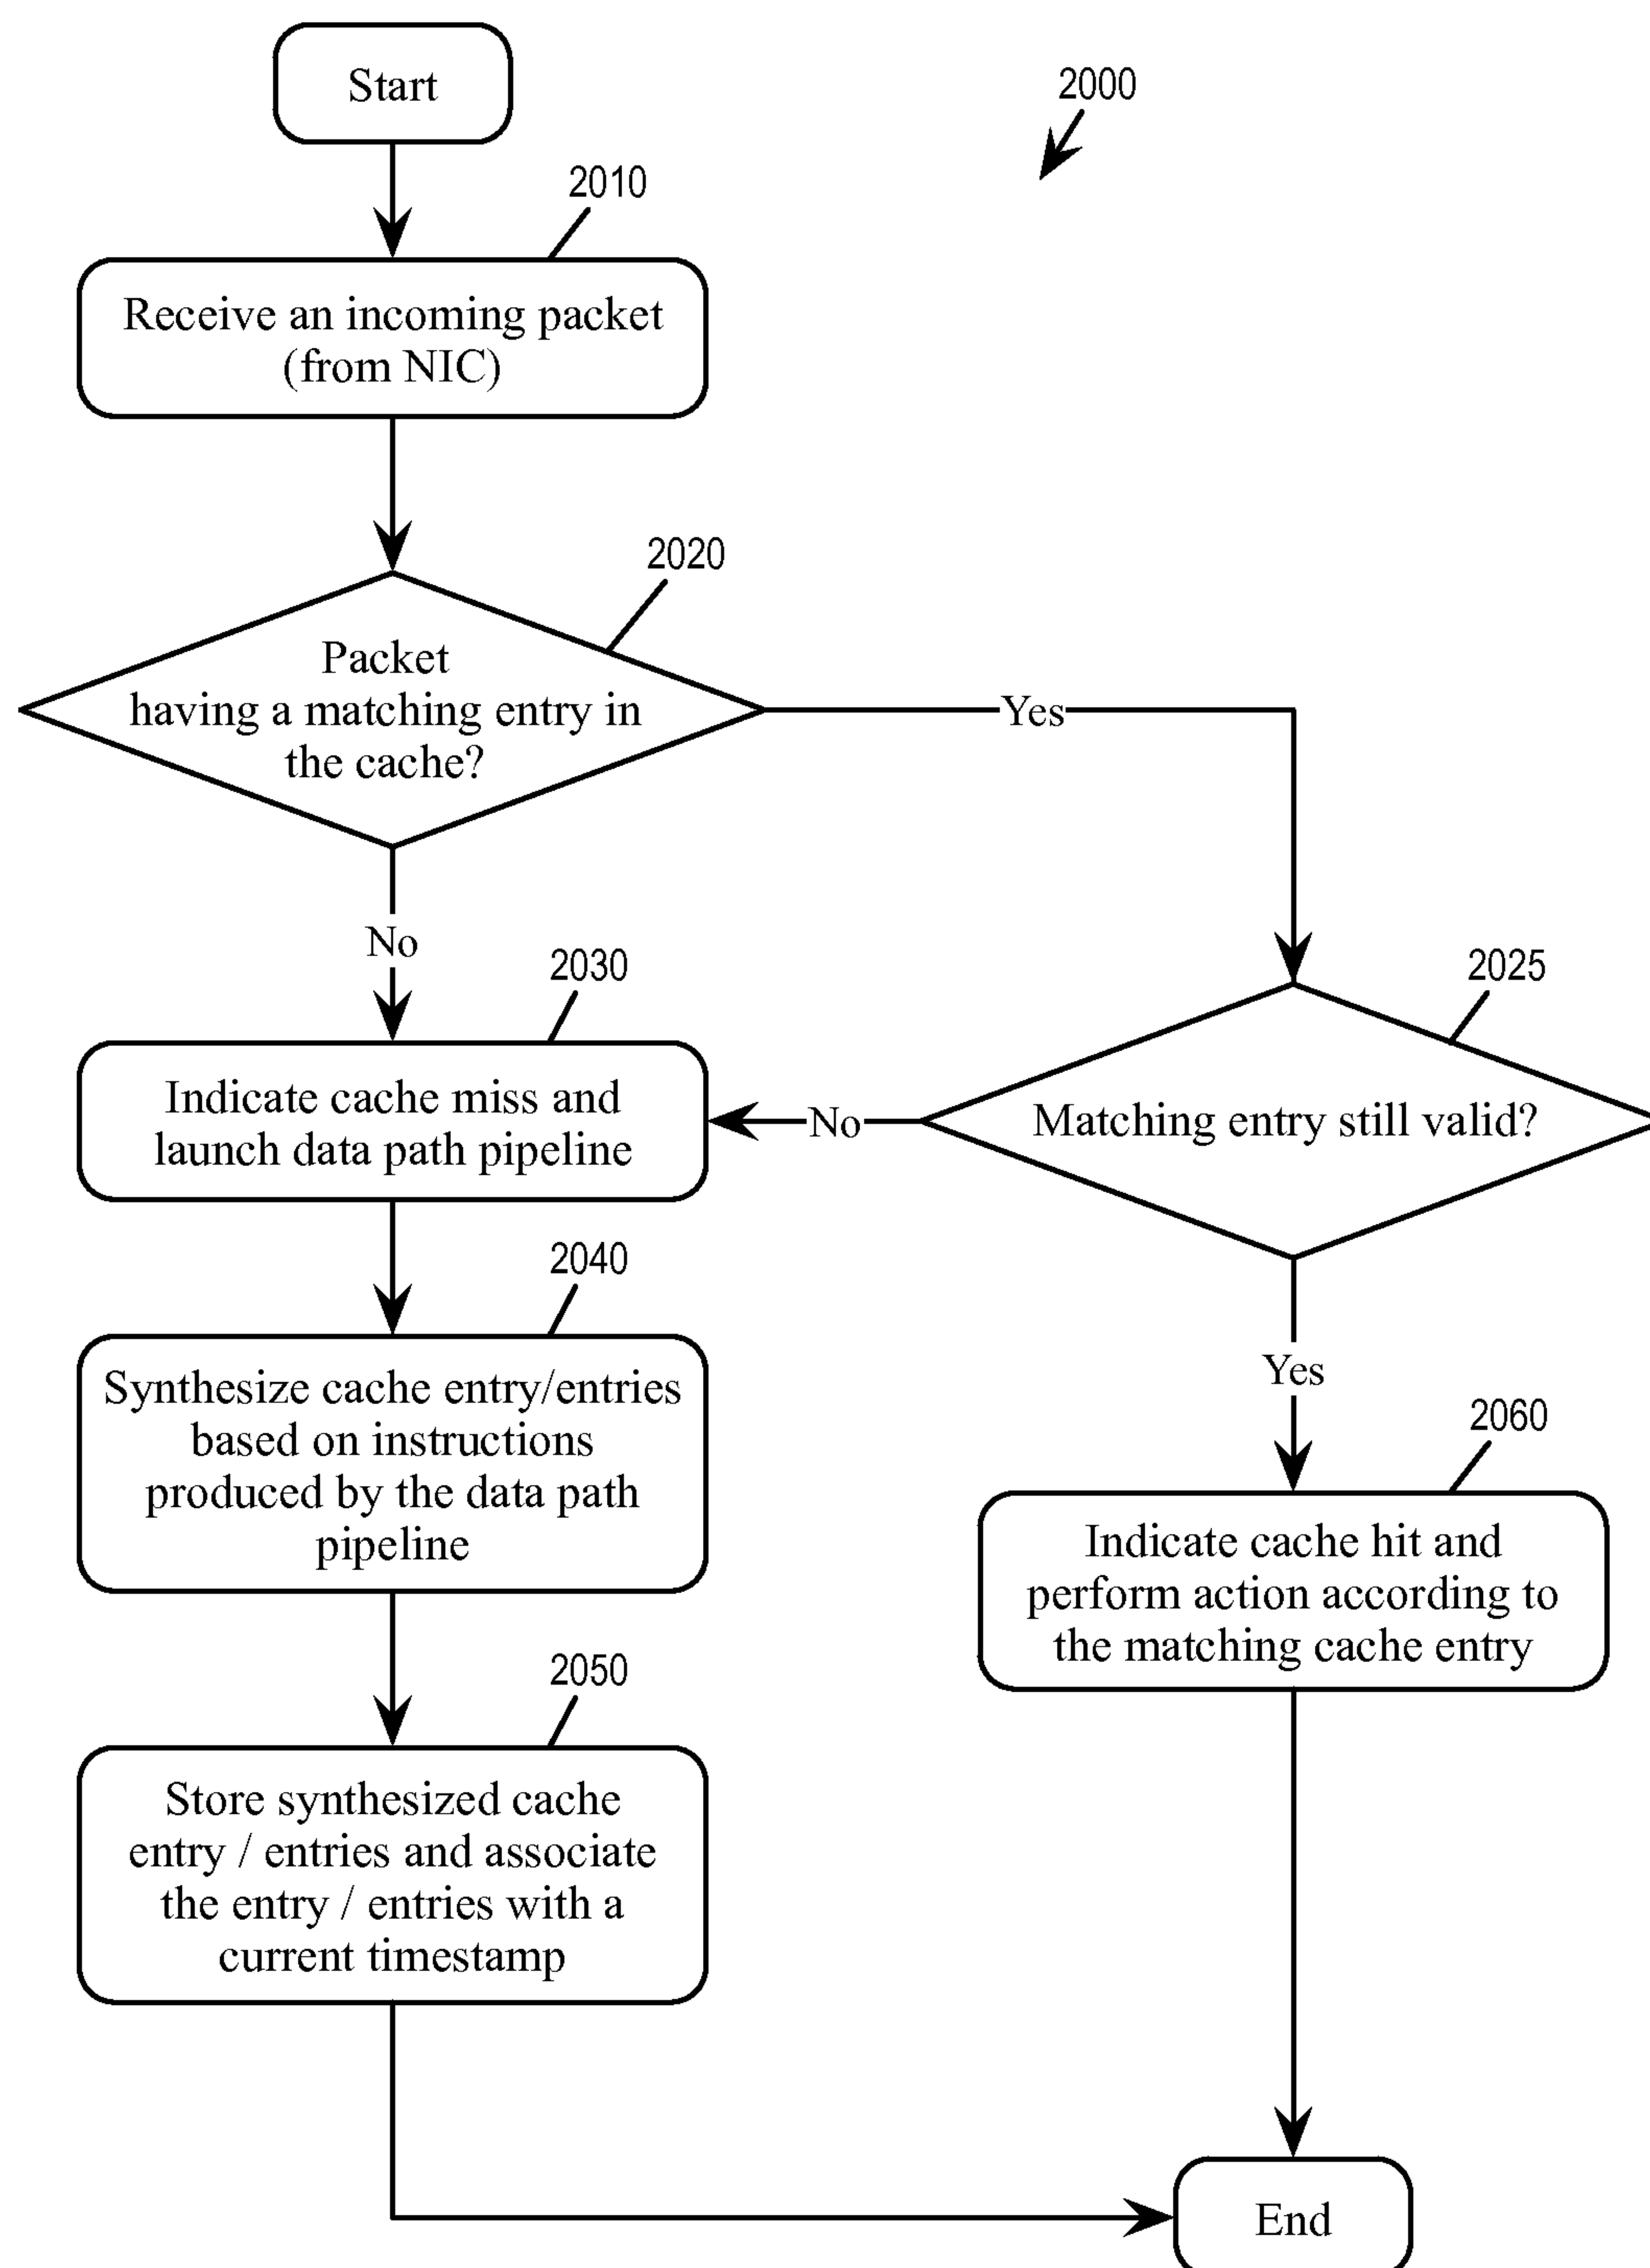 Start
2000
2010
Receive an incoming packet
(from NIC)
2020
Packet
having a matching entry in
the cache?
Yes
No
2030
2025
Indicate cache miss and
launch data path pipeline
No
Matching entry still valid?
2040
Synthesize cache entry/entries
based on instructions
produced by the data path
pipeline
Yes
2060
Indicate cache hit and
perform action according to
the matching cache entry
2050
Store synthesized cache
entry / entries and associate
the entry / entries with a
current timestamp
End